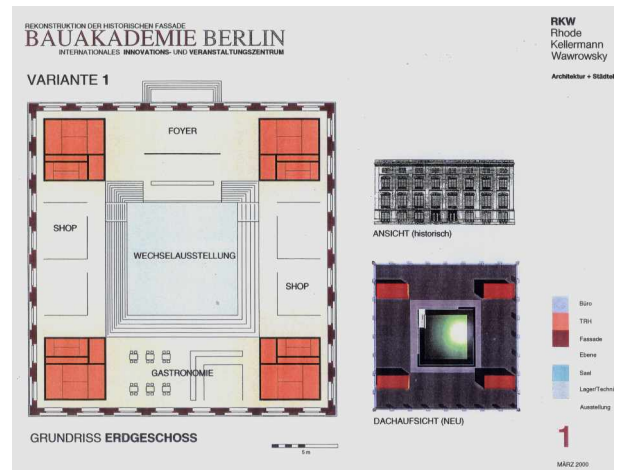 REKONSTRUKTION DER HISTORISCHEN FASSADE
BAUAKADEMIE BERLIN
INTERNATIONALES INNOVATIONS- UND VERANSTALTUNGSZENTRUM
VARIANTE 1
FOYER
SHOP
WECHSELAUSSTELLUNG
SHOP
GASTRONOMIE
GRUNDRISS ERDGESCHOSS
5 m
ANSICHT (historisch)
DACHAUFSICHT (NEU)
RKW
Rhode
Kellermann
Wawrowsky
Architektur + Städteb
Büro
TRH
Fassade
Ebene
Saal
Lager/Techni
Ausstellung
1
MÄRZ 2000